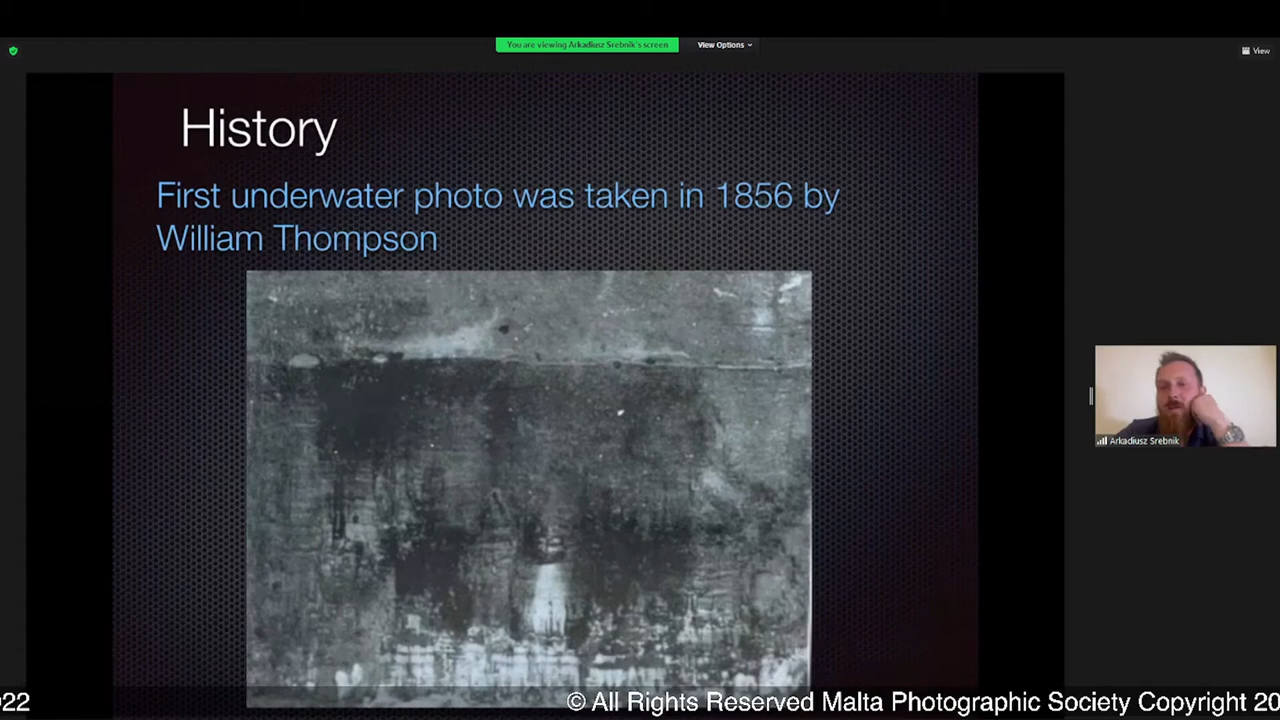 You are viewing Arkadiusz Srebnik's screen
View Options
View
History
First underwater photo was taken in 1856 by
William Thompson
Arkadiusz Srebnik
© All Rights Reserved Malta Photographic Society Copyright 20